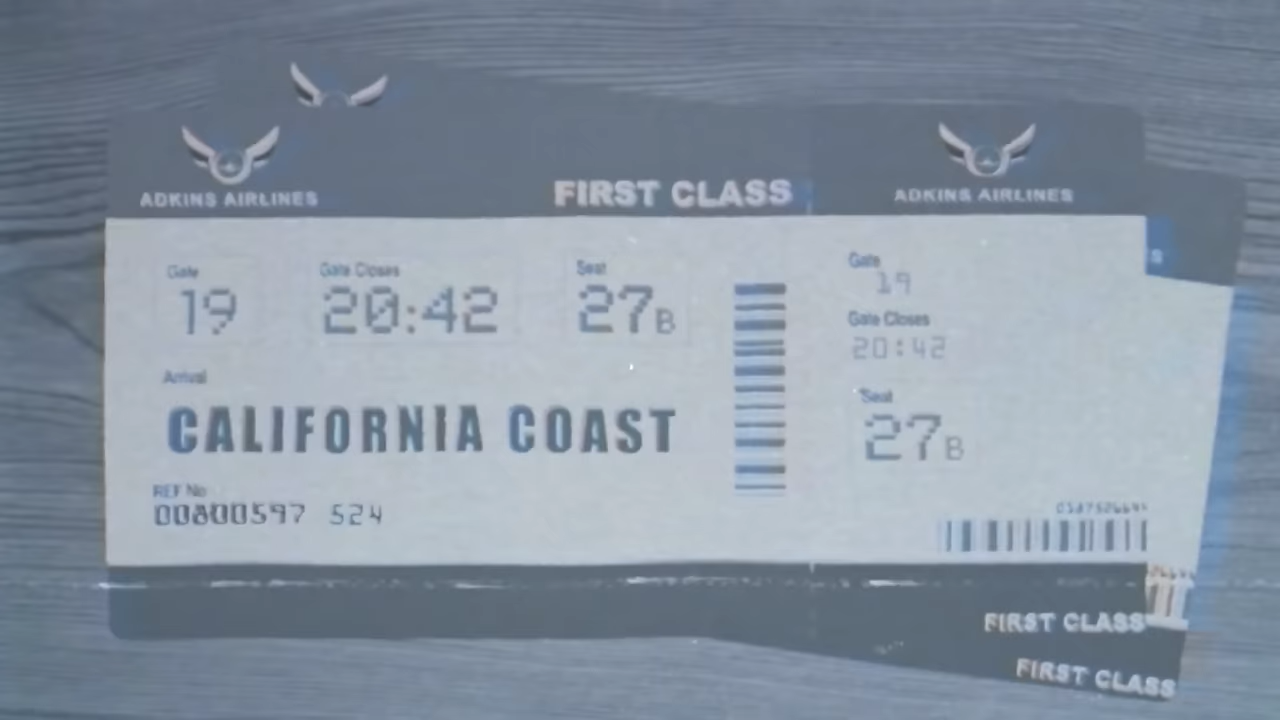 ADKINS AIRLINES
FIRST CLASS
ADKINS AIRLINES
Gate
19
Gate Closes
20:42
Seat
27B
Arrival
CALIFORNIA COAST
REF No
00800597 524
Gate
19
Gate Closes
20:42
Seat
27B
S
FIRST CLASS
FIRST CLASS